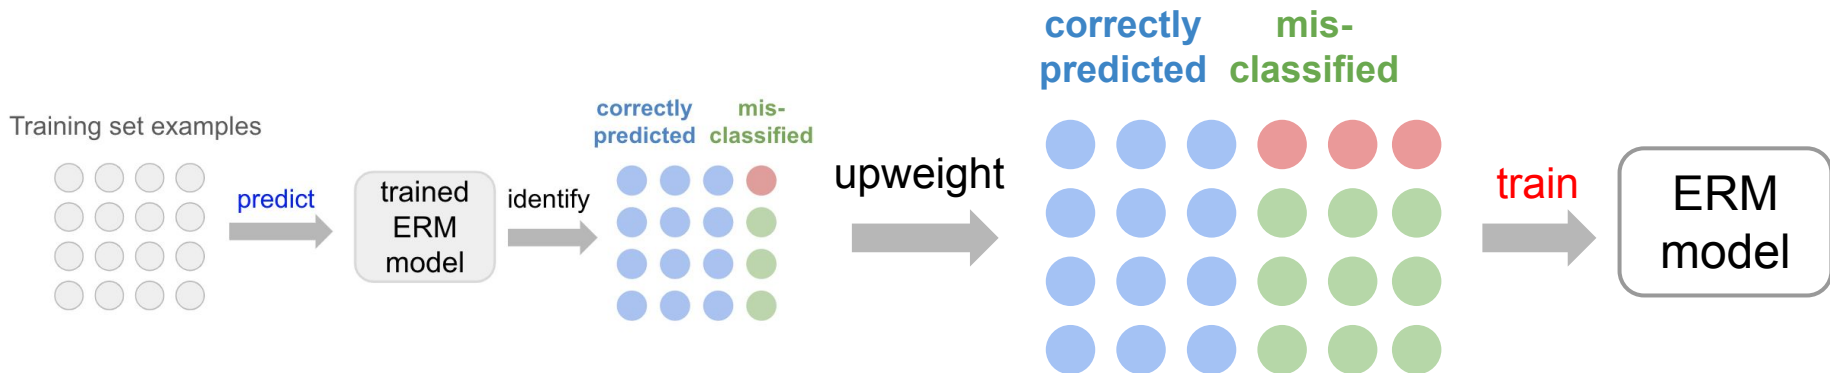 Training set examples
predict
trained
ERM
model
identify
correctly
predicted
mis-
classified
upweight
correctly
predicted
mis-
classified
train
ERM
model